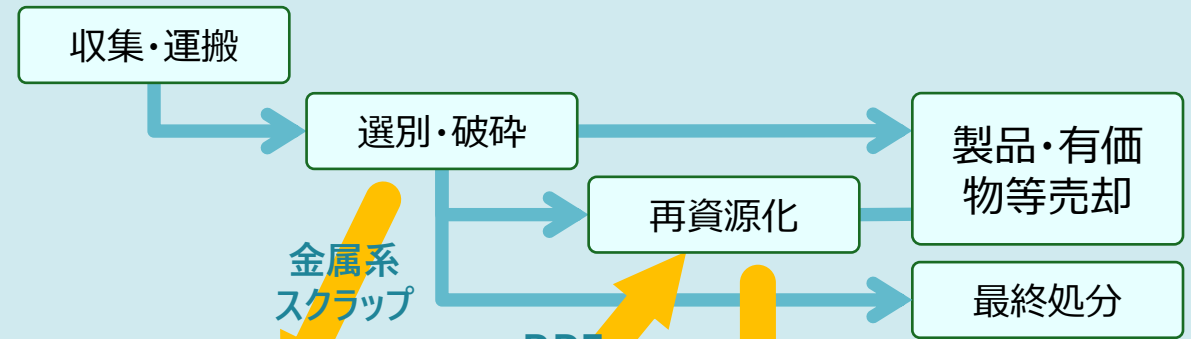 収集・運搬
選別・破砕
製品・有価
物等売却
再資源化
金属系
スクラップ
最終処分